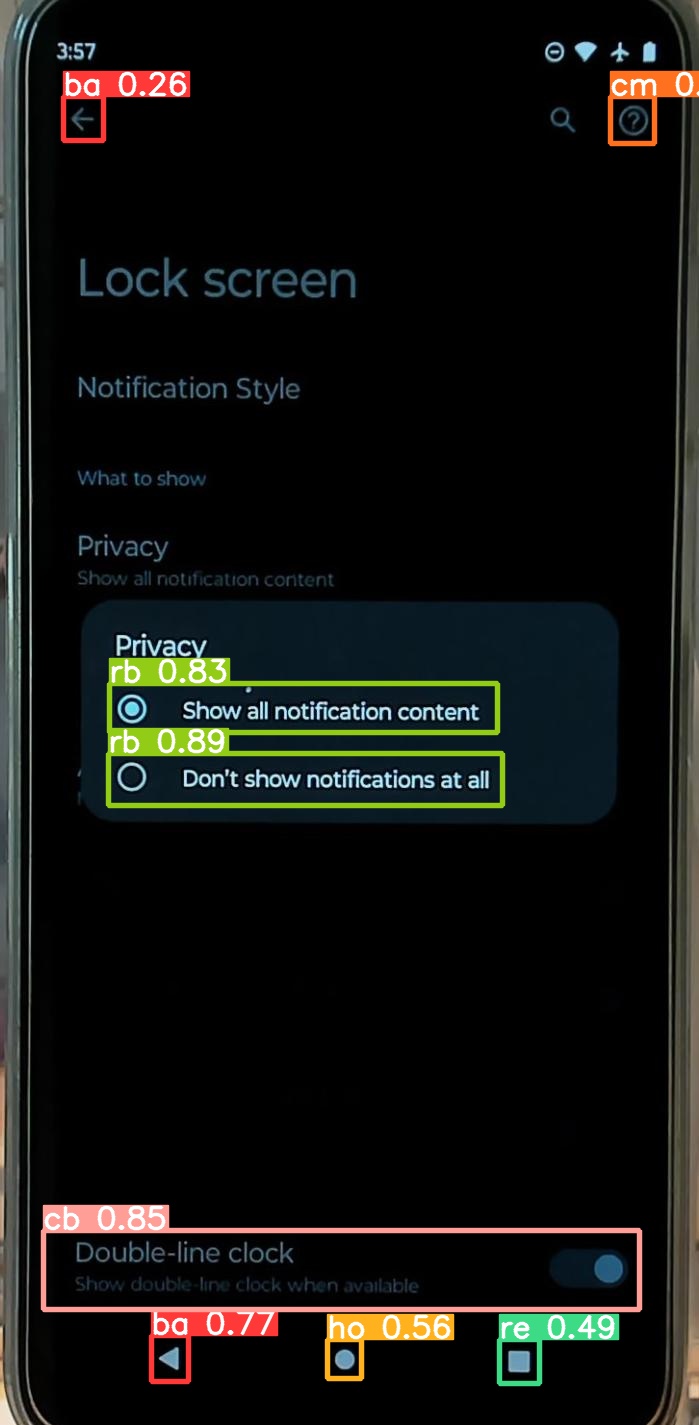 3:57
ba 0.26
cm 0.
Lock screen
Notification Style
What to show
Privacy
Show all notification content
Privacy
rb 0.83
Show all notification content
rb 0.89
Don't show notifications at all
cb 0.85
Double-line clock
Show double-line clock when available
ba 0.77
ho 0.56
re 0.49